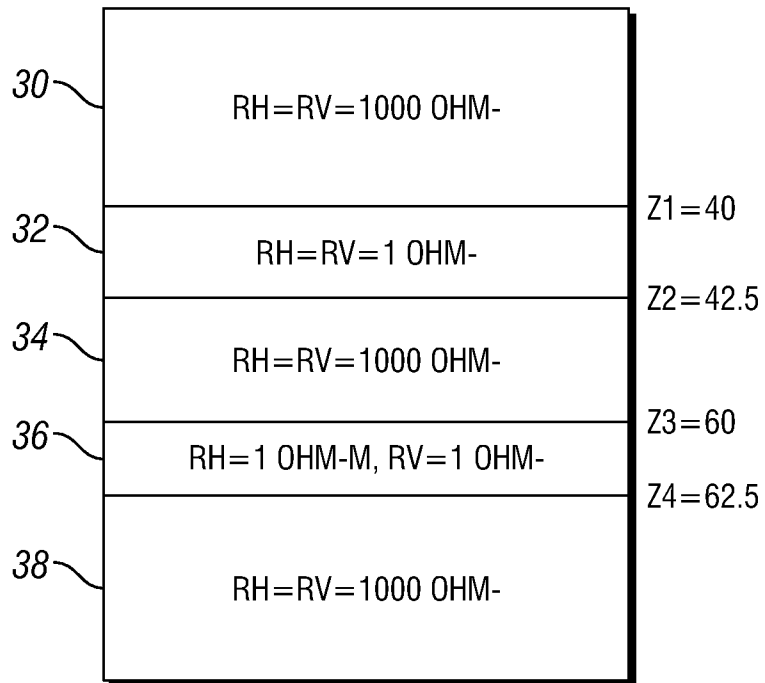 30
RH=RV=1000 OHM-
Z1=40
32
RH=RV=1 OHM-
Z2=42.5
34
RH=RV=1000 OHM-
Z3=60
36
RH=1 OHM-M, RV=1 OHM-
Z4=62.5
38
RH=RV=1000 OHM-